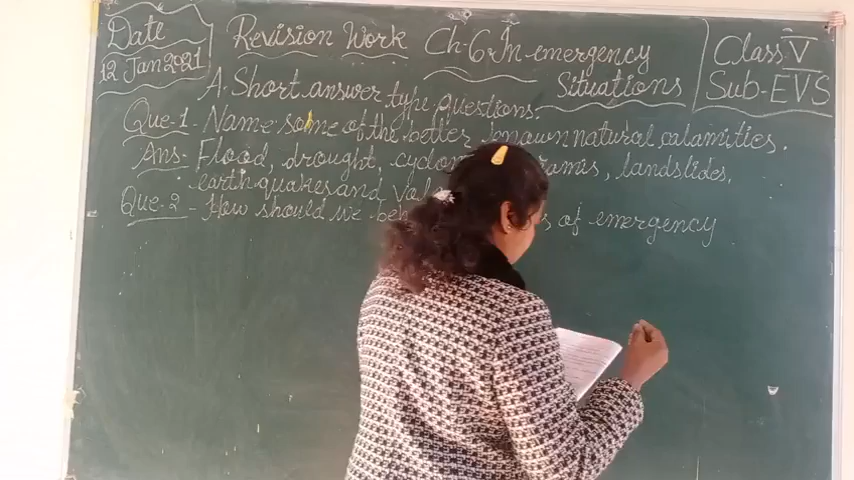 Date
12 Jan 2021
Revision Work Ch-6 In emergency
Situations
Class V
Sub-EVS
A. Short answer type questions.
Que-1- Name some of the better known natural calamities.
Ans- Flood, drought, landslides,
earthquakes and
Que-2- How should we of emergency